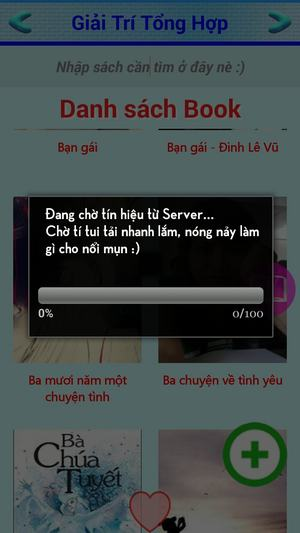 Giải Trí Tổng Hợp
Nhập sách cần tìm ở đây nè :)
Danh sách Book
Bạn gái
Bạn gái - Đinh Lê Vũ
Đang chờ tín hiệu từ Server...
Chờ tí tui tải nhanh lắm, nóng nảy làm
gì cho nổi mụn :)
0%
0/100
Ba mươi năm một
chuyện tình
Ba chuyện về tình yêu
Bà
Chúa
Tuyết